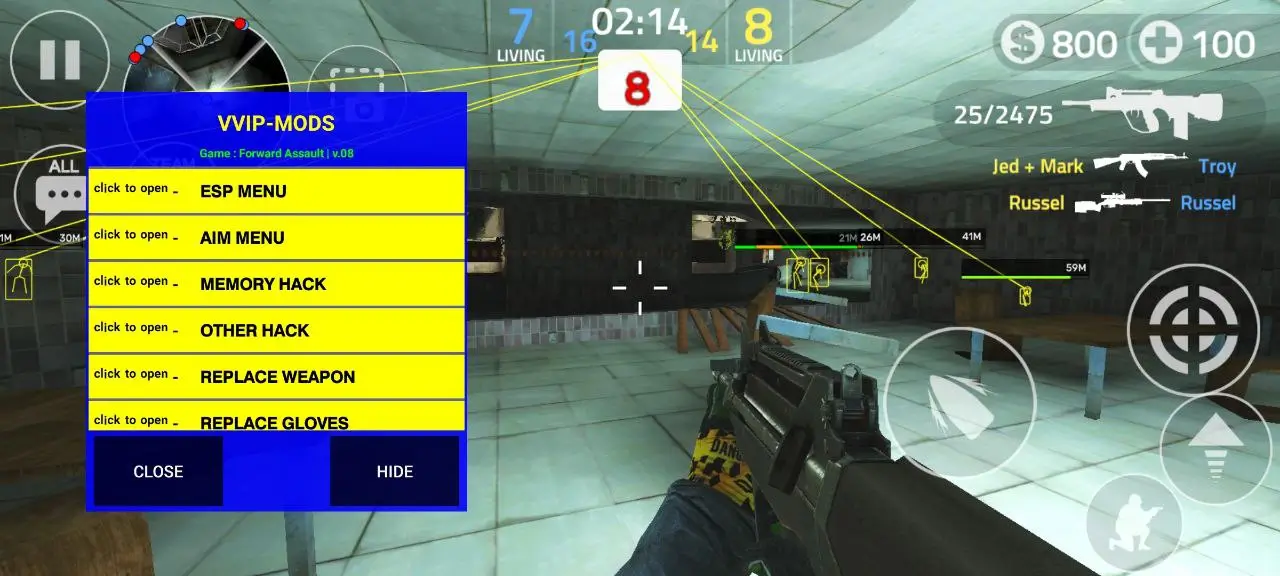 7
LIVING
16
02:14
14
8
LIVING
8
800
100
25/2475
Jed + Mark Troy
Russel Russel
ALL
TEAM
1M 30M
VVIP-MODS
Game : Forward Assault | v.08
click to open - ESP MENU
click to open - AIM MENU
click to open - MEMORY HACK
click to open - OTHER HACK
click to open - REPLACE WEAPON
click to open - REPLACE GLOVES
CLOSE HIDE
21M 26M 41M
59M
DANG